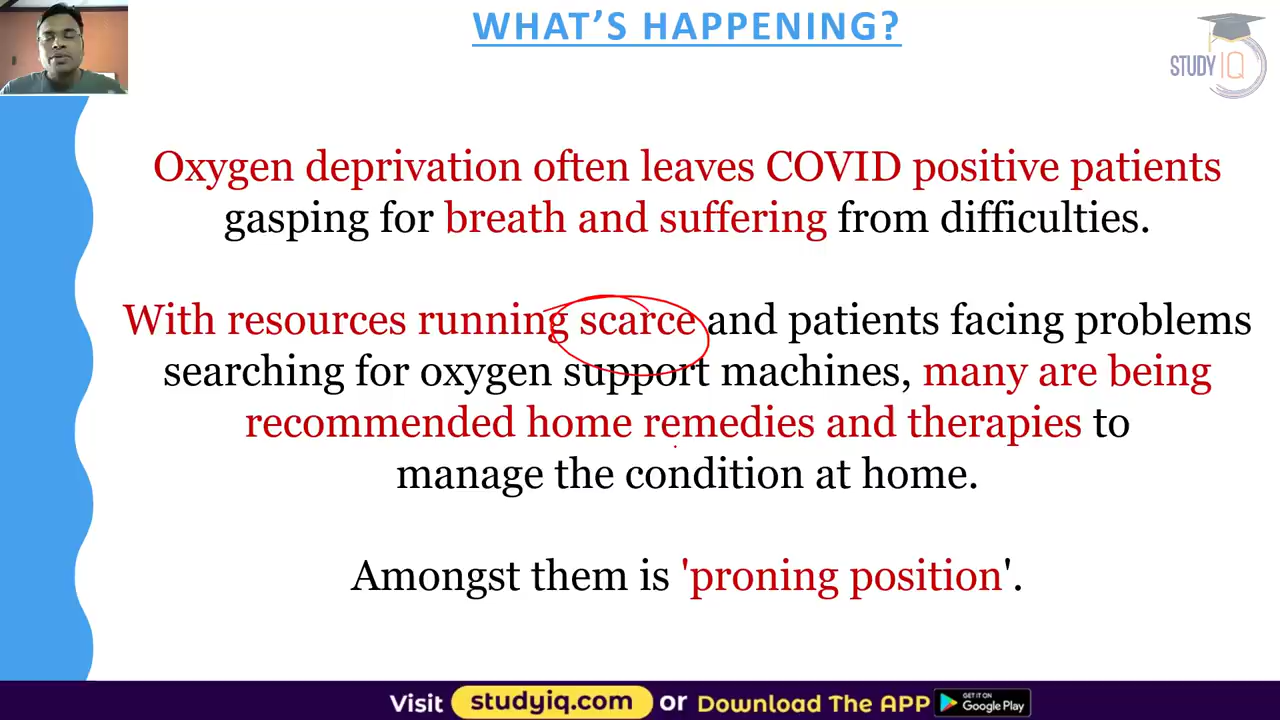 WHAT'S HAPPENING?
STUDY IQ
Oxygen deprivation often leaves COVID positive patients
gasping for breath and suffering from difficulties.
With resources running scarce and patients facing problems
searching for oxygen support machines, many are being
recommended home remedies and therapies to
manage the condition at home.
Amongst them is 'proning position'.
Visit studyiq.com or Download The APP GET IT ON Google Play